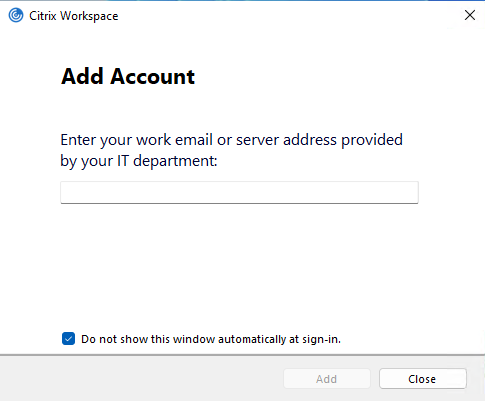 Citrix Workspace
Add Account
Enter your work email or server address provided
by your IT department:
Do not show this window automatically at sign-in.
Add
Close